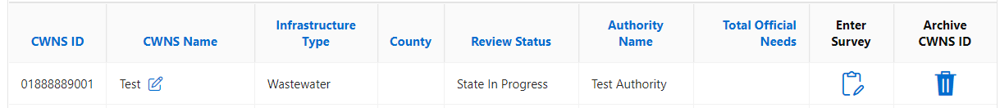 CWNS ID
CWNS Name
Infrastructure
Type
County
Review Status
Authority
Name
Total Official
Needs
Enter
Survey
Archive
CWNS ID
01888889001
Test
Wastewater
State In Progress
Test Authority